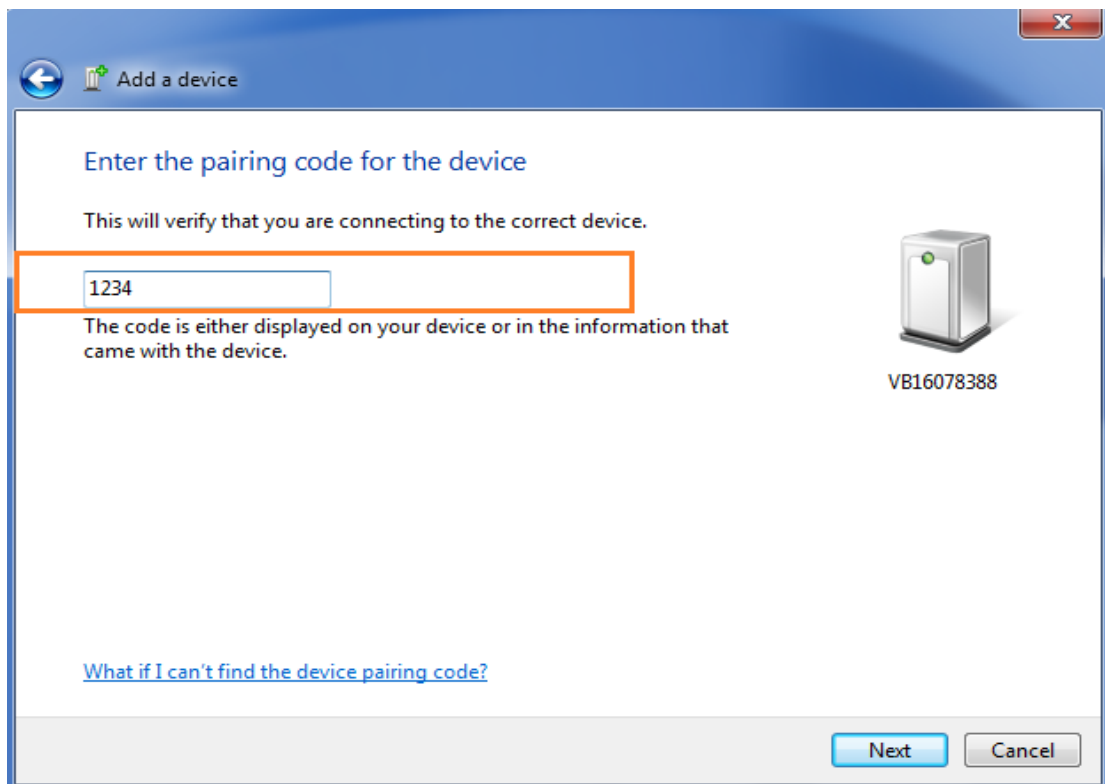 Add a device
Enter the pairing code for the device
This will verify that you are connecting to the correct device.
1234
The code is either displayed on your device or in the information that
came with the device.
VB16078388
What if I can't find the device pairing code?
Next
Cancel